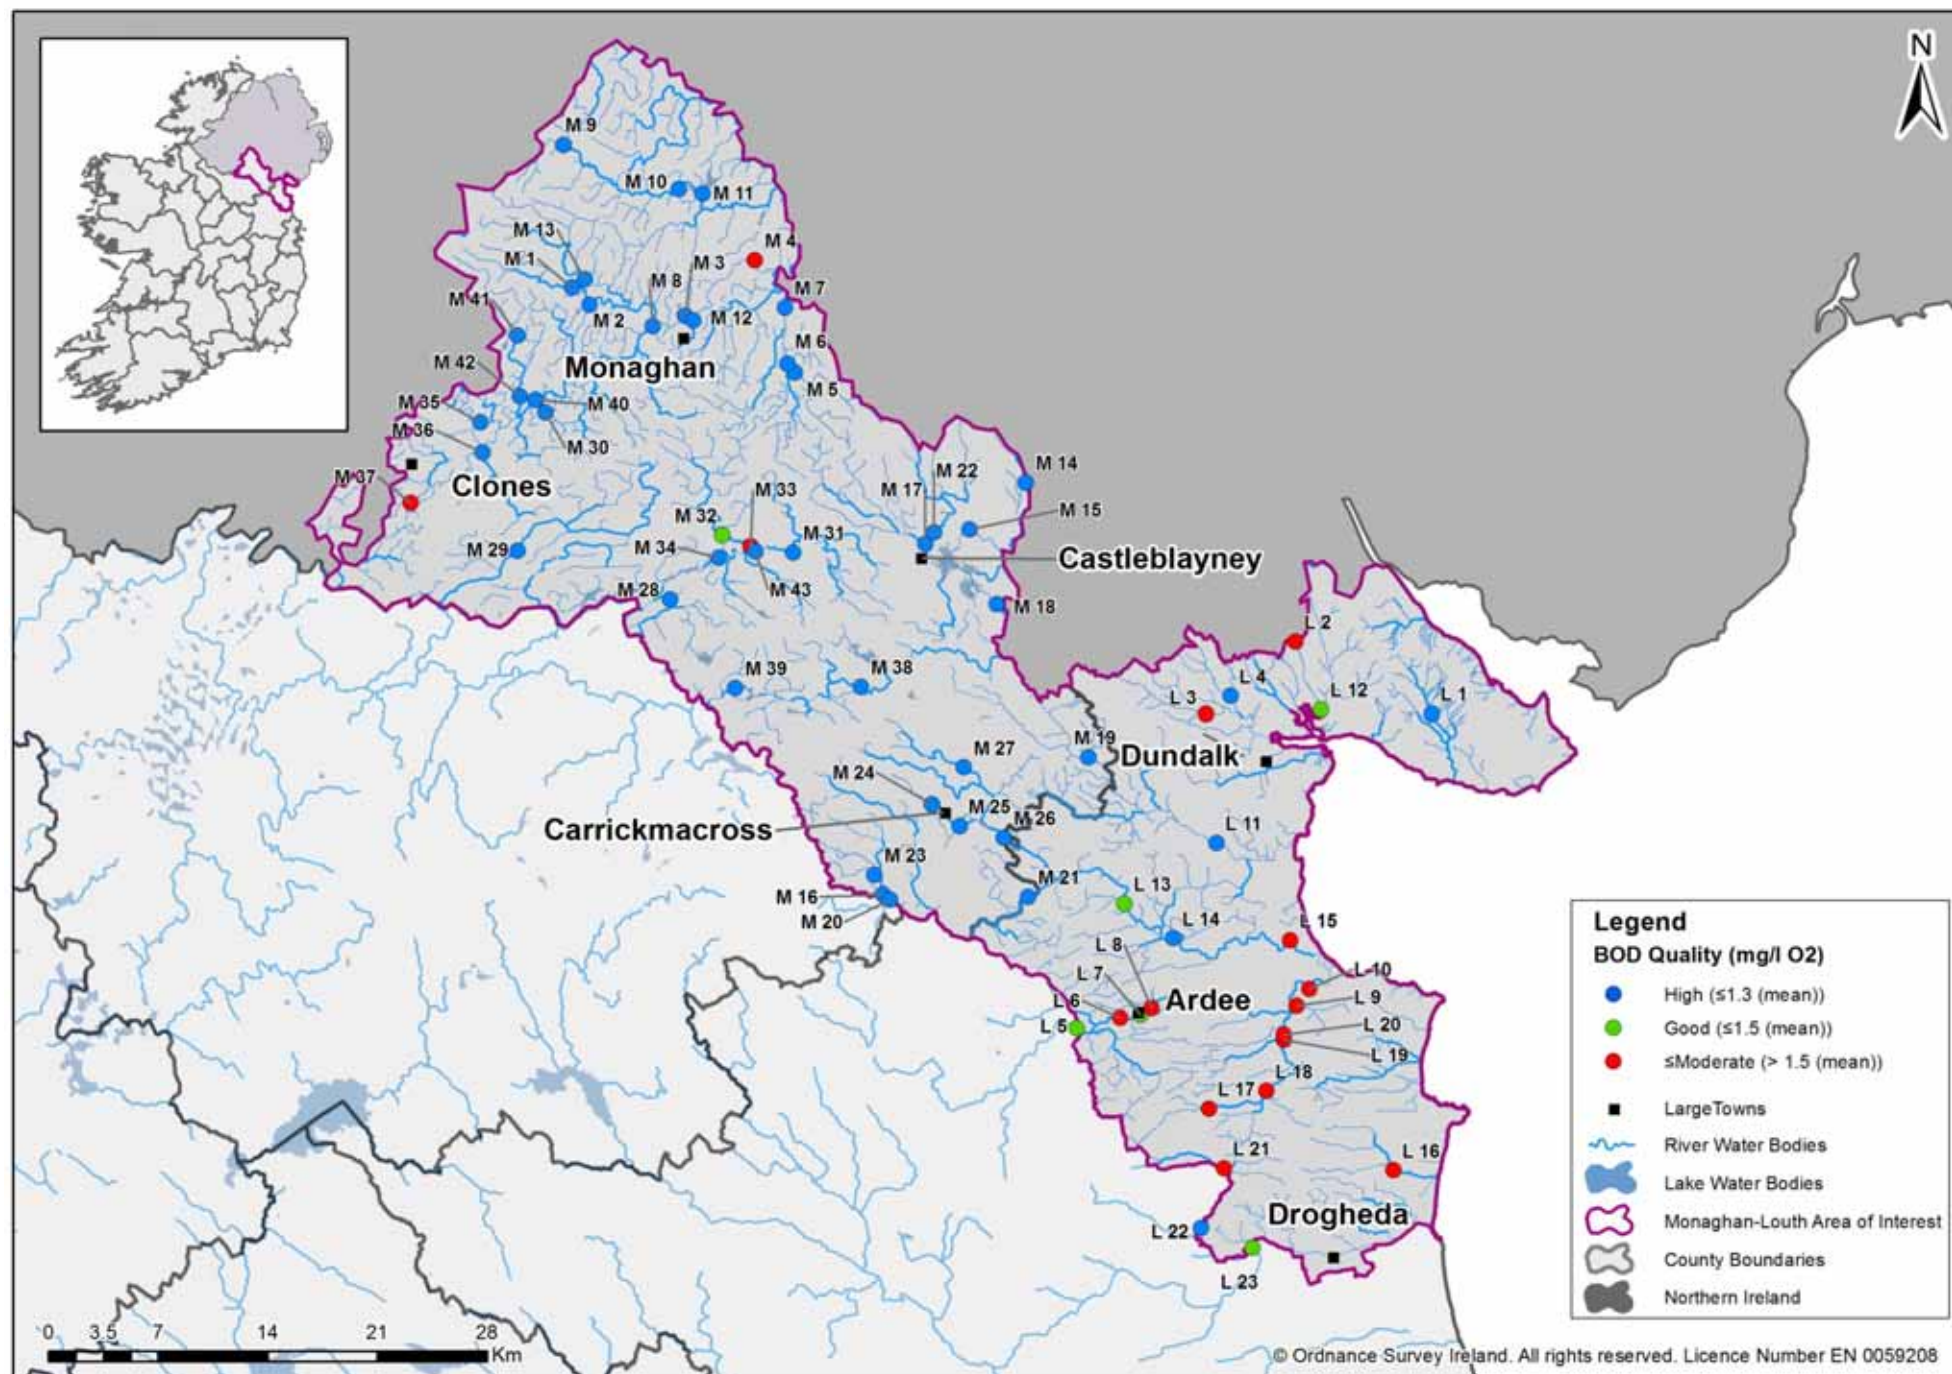 N
M 9
M 10
M 11
M 13
M 4
M 1
M 8
M 3
M 41
M 7
M 2
M 12
M 6
Monaghan
M 42
M 5
M 35
M 40
M 36
M 30
M 37
Clones
M 22
M 14
M 33
M 17
M 32
M 15
M 34
M 31
M 29
Castleblayney
M 43
M 28
M 18
L 2
M 39
M 38
L 4
L 12
L 1
L 3
M 19
Dundalk
M 27
M 24
M 25
M 26
Carrickmacross
L 11
M 23
M 21
L 13
M 16
M 20
L 14
L 15
L 8
L 7
L 10
Ardee
L 6
L 9
L 5
L 20
L 19
L 18
L 17
L 21
L 16
Drogheda
L 22
L 23
Legend
BOD Quality (mg/l O2)
High (≤1.3 (mean))
Good (≤1.5 (mean))
≤Moderate (> 1.5 (mean))
LargeTowns
River Water Bodies
Lake Water Bodies
Monaghan-Louth Area of Interest
County Boundaries
Northern Ireland
0 3.5 7 14 21 28
Km
© Ordnance Survey Ireland. All rights reserved. Licence Number EN 0059208